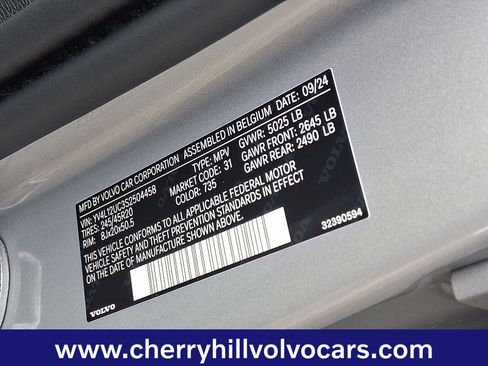 MFD BY VOLVO CAR CORPORATION ASSEMBLED IN BELGIUM DATE: 09/24
VIN: YV4L12UG3S2504458 TYPE: MPV GVWR: 5025 LB
TIRES: 245/45R20 MARKET CODE: 31 GAWR FRONT: 2645 LB
RIM: 8Jx20x50.5 COLOR: 735 GAWR REAR: 2490 LB
THIS VEHICLE CONFORMS TO ALL APPLICABLE FEDERAL MOTOR
VEHICLE SAFETY AND THEFT PREVENTION STANDARDS IN EFFECT
ON THE DATE OF MANUFACTURE SHOWN ABOVE.
32390594
VOLVO
www.cherryhillvolvocars.com